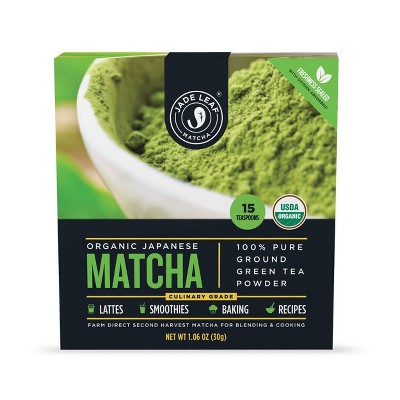 FRESHNESS SEALED
JADE LEAF
®
MATCHA
15
TEASPOONS
USDA
ORGANIC
ORGANIC JAPANESE
MATCHA
CULINARY GRADE
100% PURE
GROUND
GREEN TEA
POWDER
LATTES SMOOTHIES BAKING RECIPES
FARM DIRECT SECOND HARVEST MATCHA FOR BLENDING & COOKING
NET WT 1.06 OZ (30g)